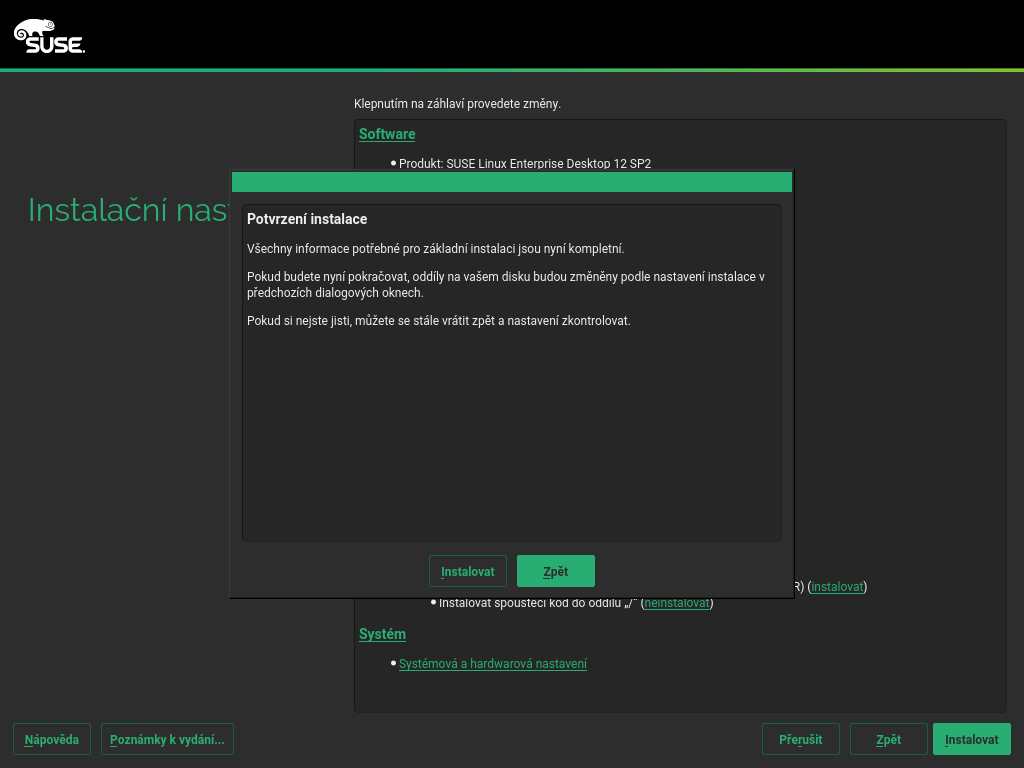 SUSE
Klepnutím na záhlaví provedete změny.
Software
Produkt: SUSE Linux Enterprise Desktop 12 SP2
Instalační
Potvrzení instalace
Všechny informace potřebné pro základní instalaci jsou nyní kompletní.
Pokud budete nyní pokračovat, oddíly na vašem disku budou změněny podle nastavení instalace v
předchozích dialogových oknech.
Pokud si nejste jisti, můžete se stále vrátit zpět a nastavení zkontrolovat.
Instalovat Zpět
(instalovat)
Instalovat spouštěcí kód do oddílu „/“ (neinstalovat)
Systém
Systémová a hardwarová nastavení
Nápověda Poznámky k vydání... Přerušit Zpět Instalovat